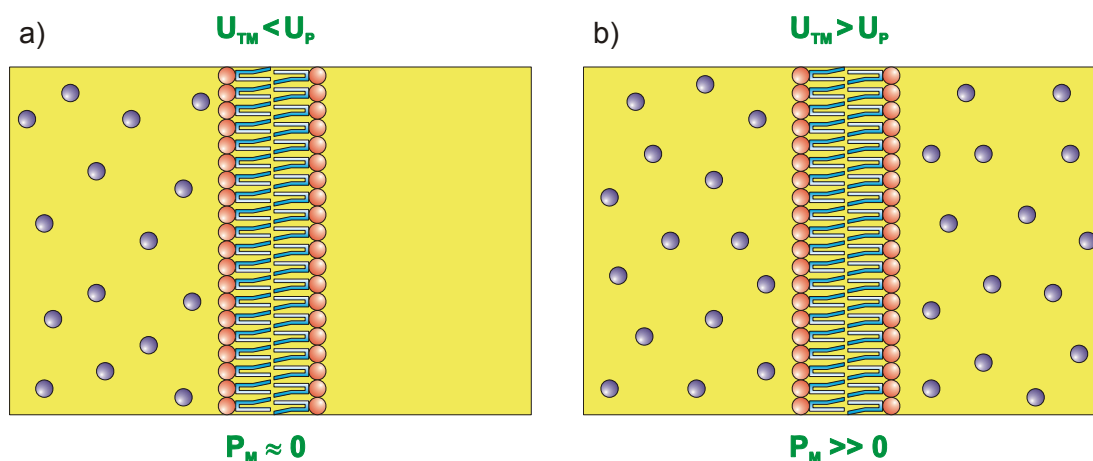 a)
U_TM < U_P
P_M ≈ 0
b)
U_TM > U_P
P_M >> 0